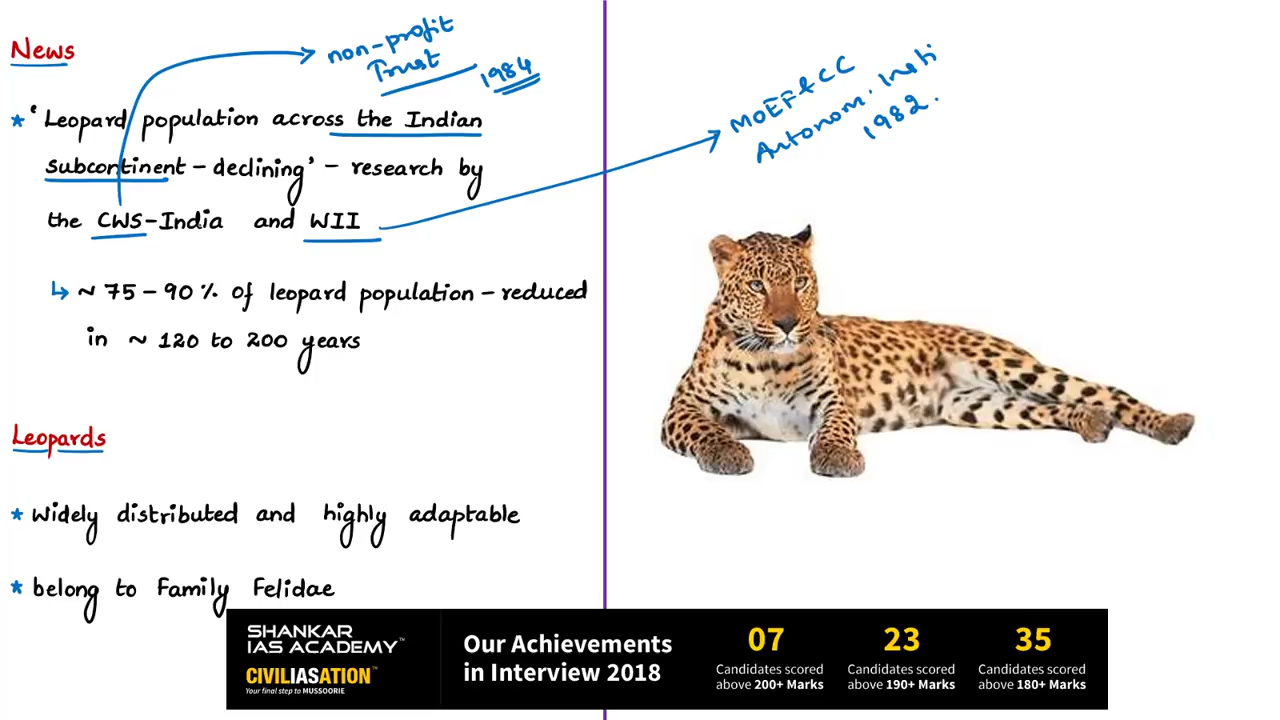 News
non-profit
Trust
1984
* 'Leopard population across the Indian
subcontinent - declining' - research by
the CWS-India and WII
↳ ~ 75 - 90 % of leopard population - reduced
in ~ 120 to 200 years
Leopards
* Widely distributed and highly adaptable
* belong to Family Felidae
MOEF&CC
Autonom. Insti
1982.
SHANKAR
IAS ACADEMY™
CIVILIASATION™
Your final step to MUSSOORIE
Our Achievements
in Interview 2018
07
Candidates scored
above 200+ Marks
23
Candidates scored
above 190+ Marks
35
Candidates scored
above 180+ Marks